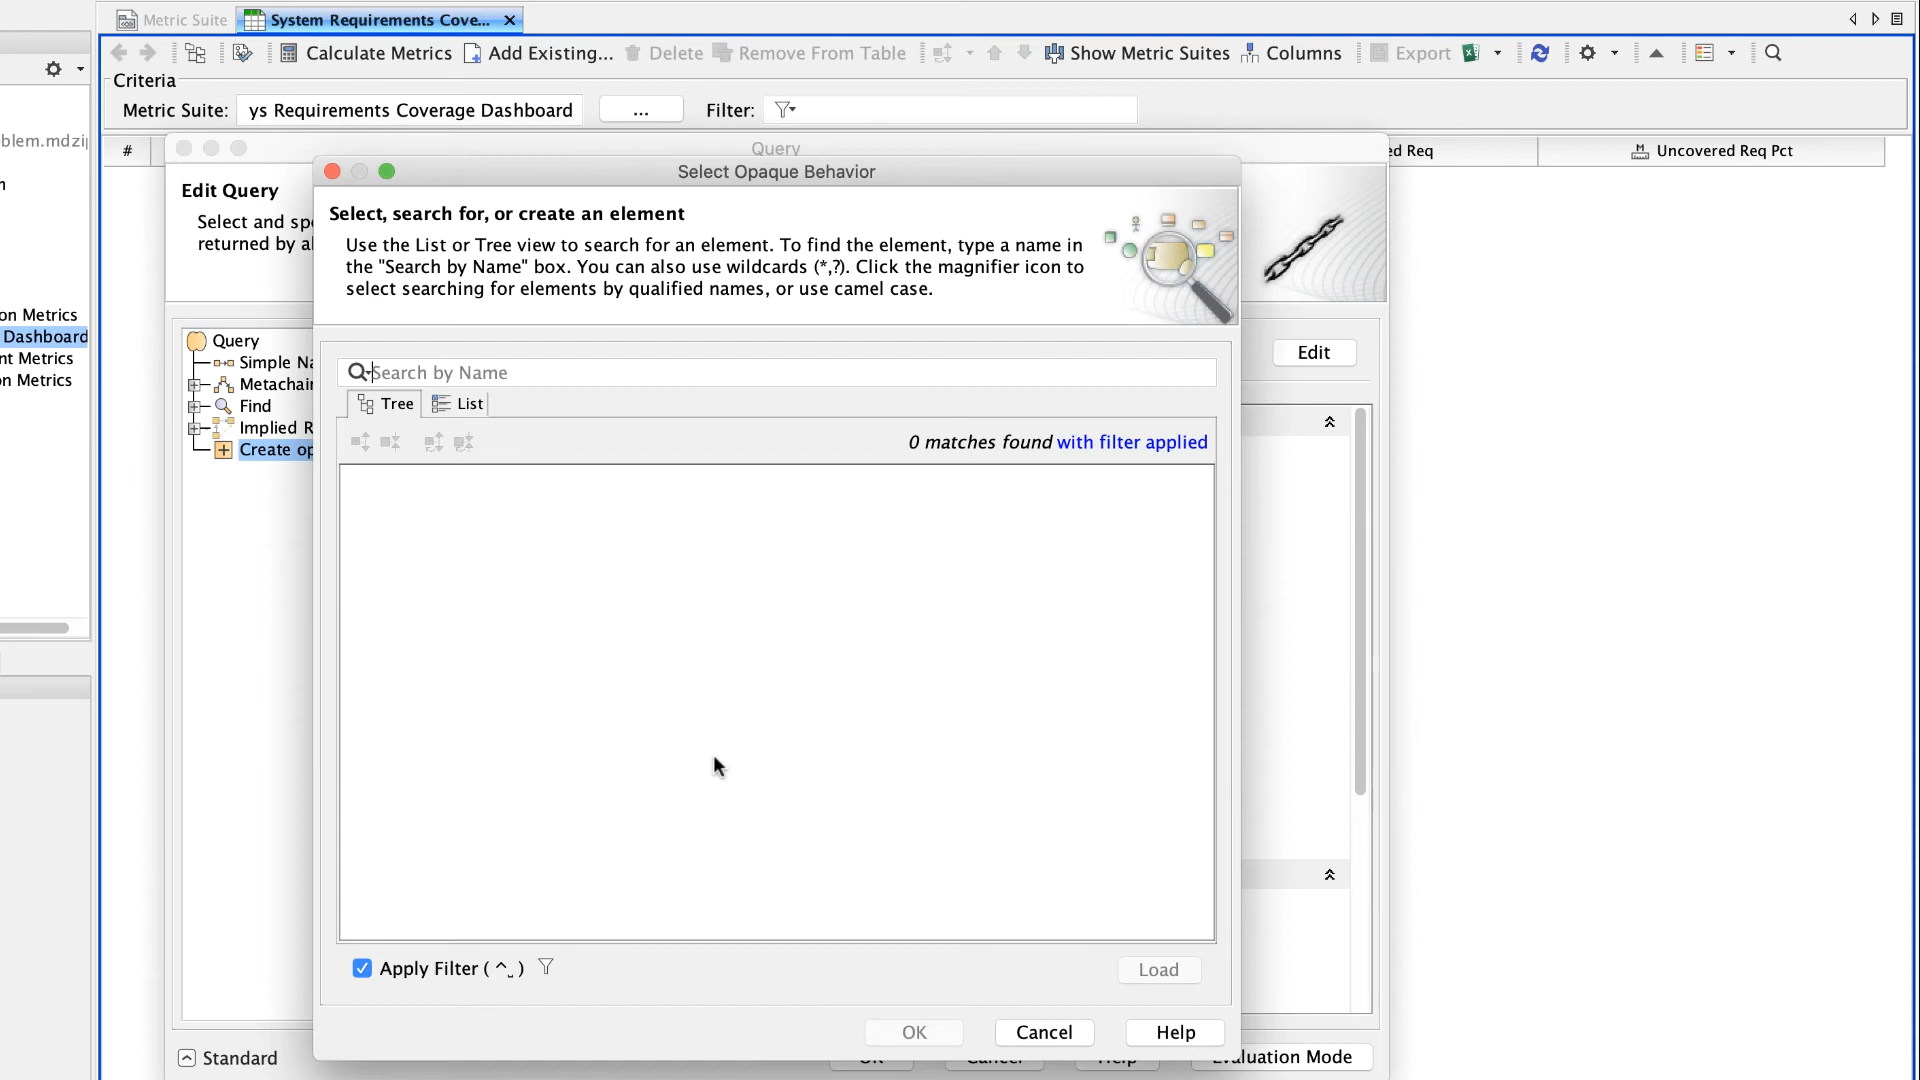 Metric Suite
System Requirements Cove...
Calculate Metrics
Add Existing...
Delete
Remove From Table
Show Metric Suites
Columns
Export
Criteria
Metric Suite:
ys Requirements Coverage Dashboard
...
Filter:
blem.mdzi
#
Query
ed Req
Uncovered Req Pct
Select Opaque Behavior
Edit Query
Select and sp
returned by a
Select, search for, or create an element
Use the List or Tree view to search for an element. To find the element, type a name in
the "Search by Name" box. You can also use wildcards (*,?). Click the magnifier icon to
select searching for elements by qualified names, or use camel case.
on Metrics
Dashboard
nt Metrics
on Metrics
Query
Simple Na
Metachain
Find
Implied R
Create op
Edit
Search by Name
Tree
List
0 matches found with filter applied
Apply Filter (^ )
Load
OK
Cancel
Help
Standard
OK
Cancel
Help
Evaluation Mode